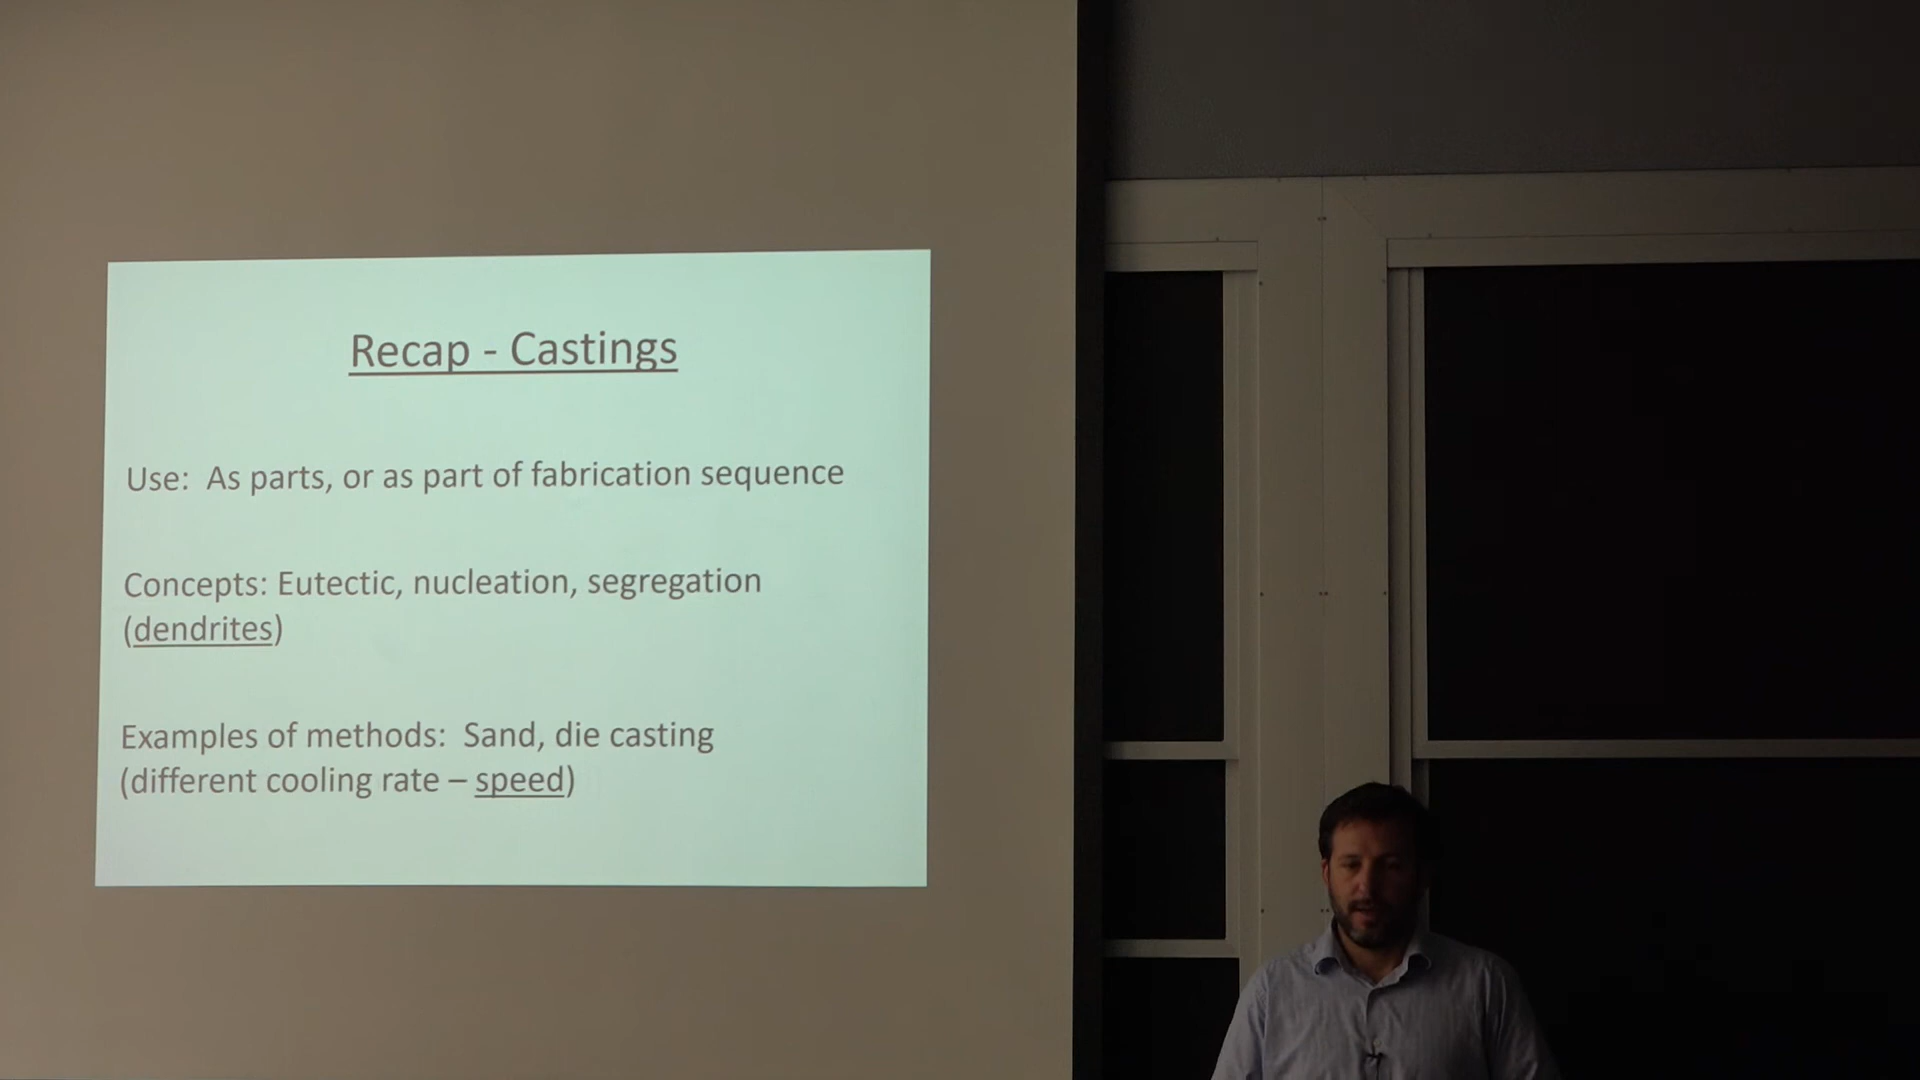 Recap - Castings
Use: As parts, or as part of fabrication sequence
Concepts: Eutectic, nucleation, segregation
(dendrites)
Examples of methods: Sand, die casting
(different cooling rate – speed)